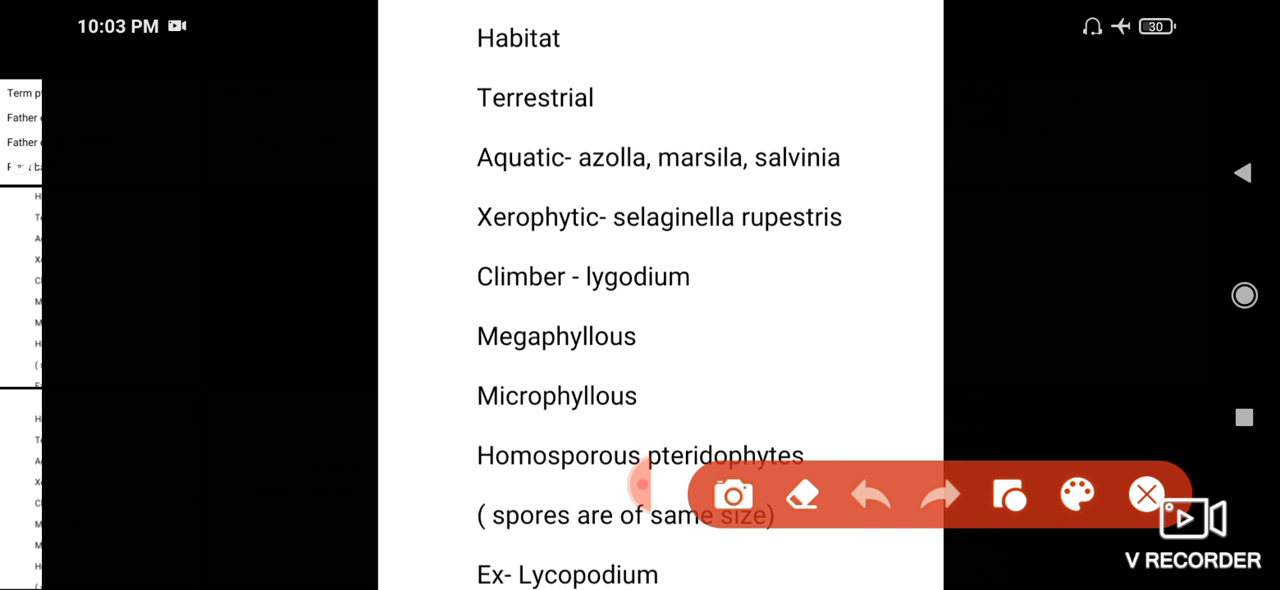 10:03 PM
30
Term p
Father
Father
Habitat
Terrestrial
Aquatic- azolla, marsila, salvinia
Xerophytic- selaginella rupestris
Climber - lygodium
Megaphyllous
Microphyllous
Homosporous pteridophytes
( spores are of same size)
Ex- Lycopodium
V RECORDER